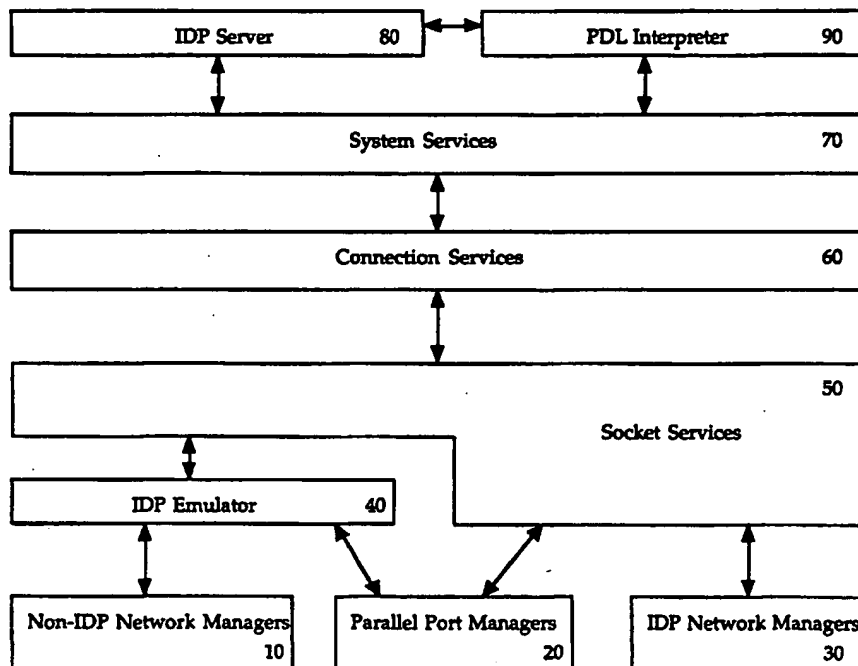 IDP Server 80
PDL Interpreter 90
System Services 70
Connection Services 60
50
Socket Services
IDP Emulator 40
Non-IDP Network Managers
10
Parallel Port Managers
20
IDP Network Managers
30